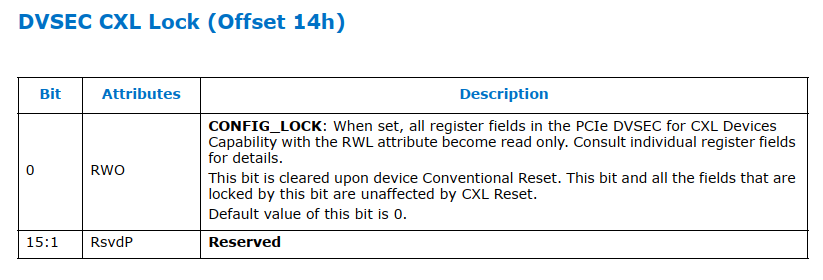 DVSEC CXL Lock (Offset 14h)
Bit Attributes Description
CONFIG_LOCK: When set, all register fields in the PCIe DVSEC for CXL Devices
Capability with the RWL attribute become read only. Consult individual register fields
for details.
0 RWO
This bit is cleared upon device Conventional Reset. This bit and all the fields that are
locked by this bit are unaffected by CXL Reset.
Default value of this bit is 0.
15:1 RsvdP Reserved